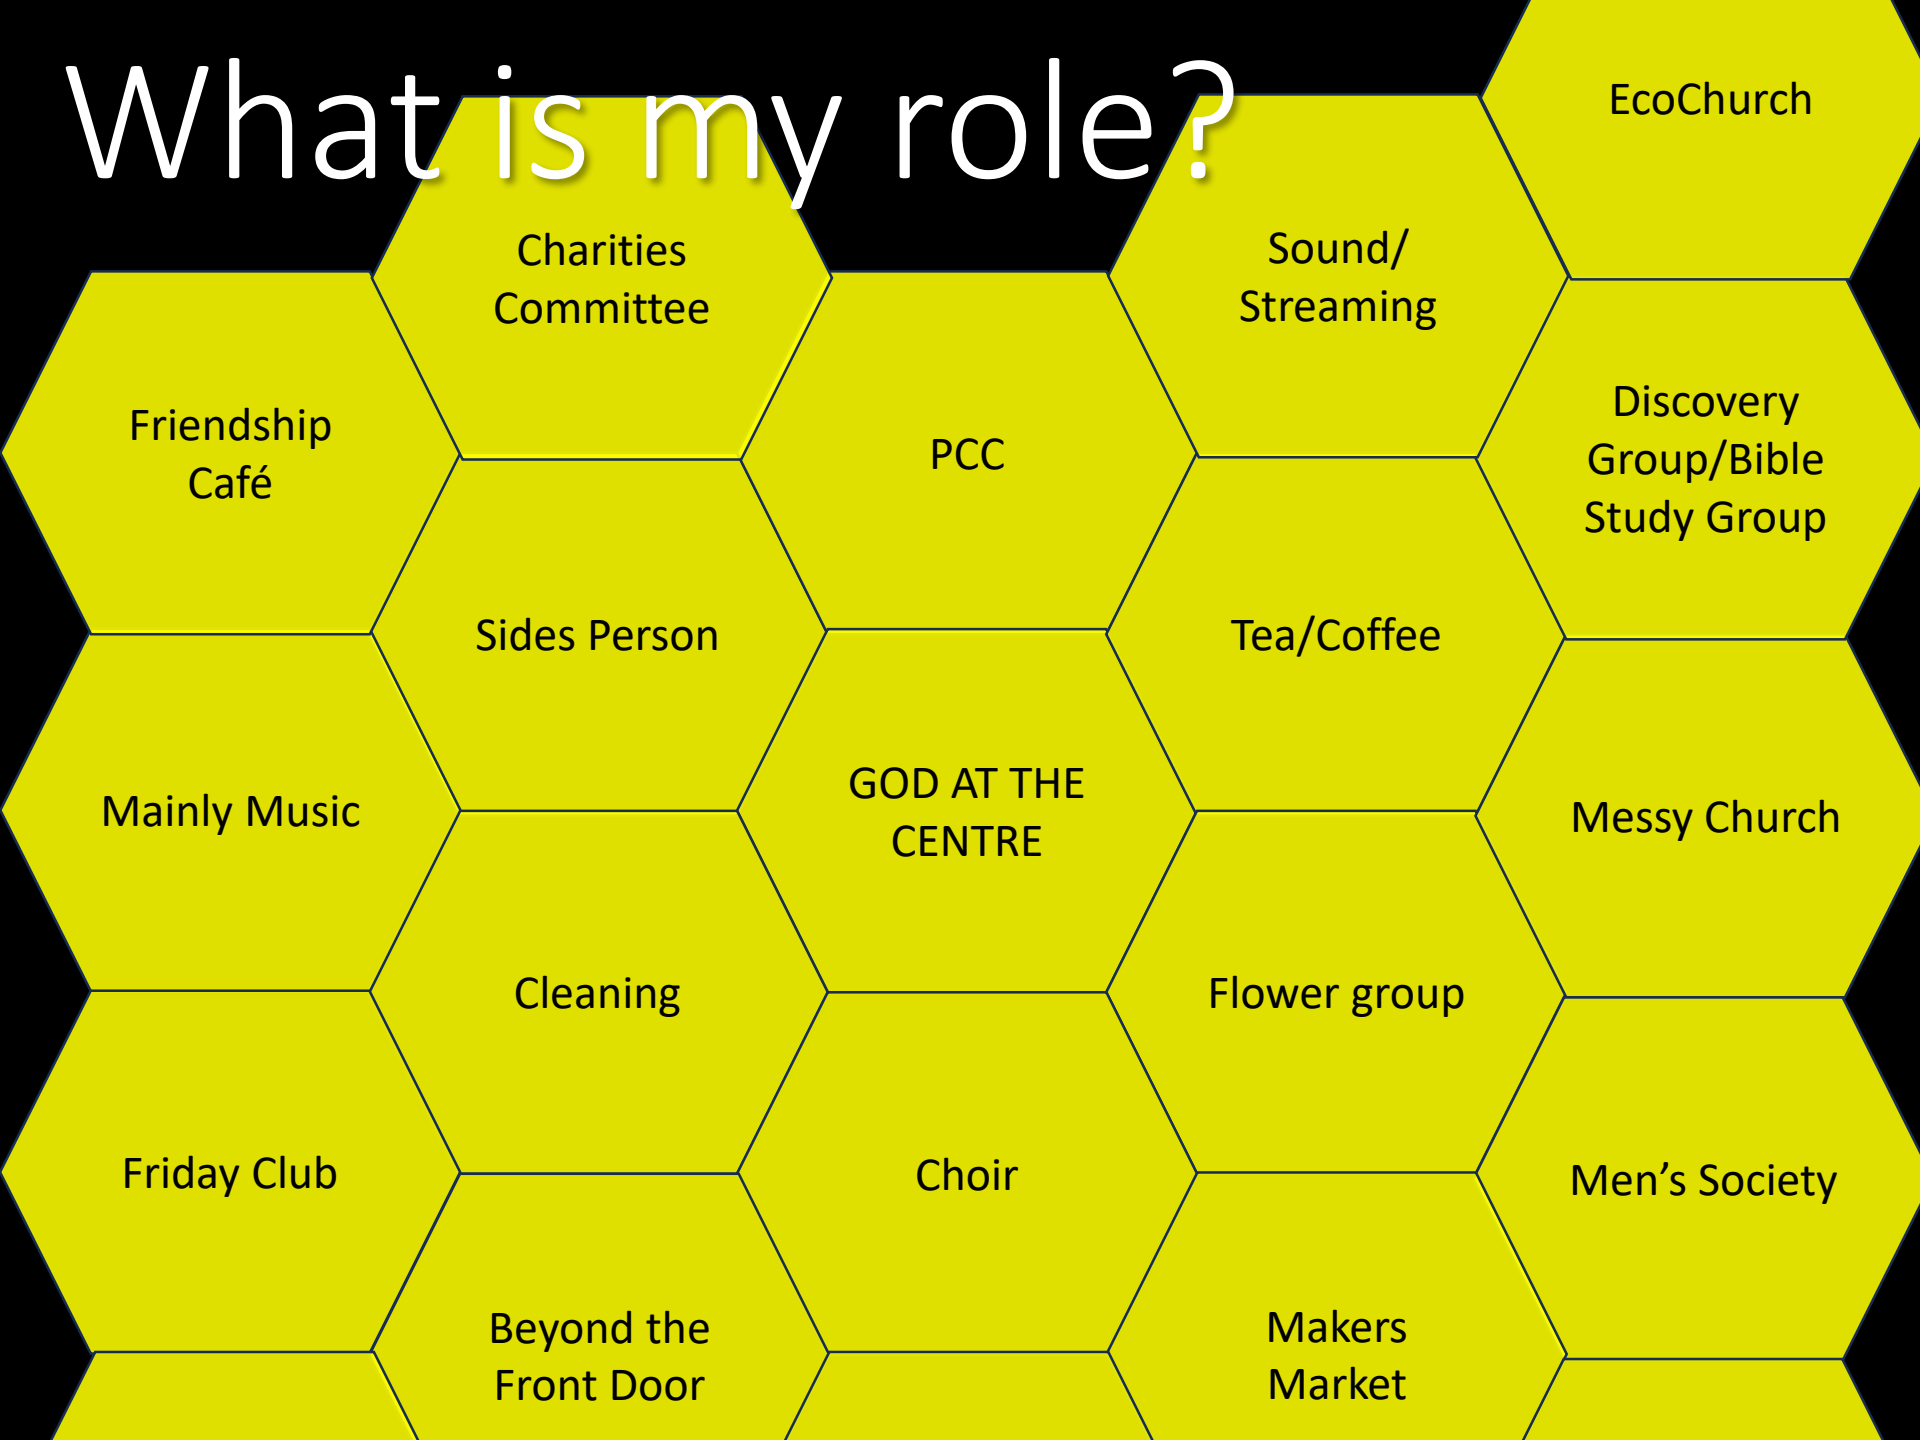 What is my role?
EcoChurch
Charities
Committee
Sound/
Streaming
Friendship
Café
PCC
Discovery
Group/Bible
Study Group
Sides Person
Tea/Coffee
Mainly Music
GOD AT THE
CENTRE
Messy Church
Cleaning
Flower group
Friday Club
Choir
Men’s Society
Beyond the
Front Door
Makers
Market